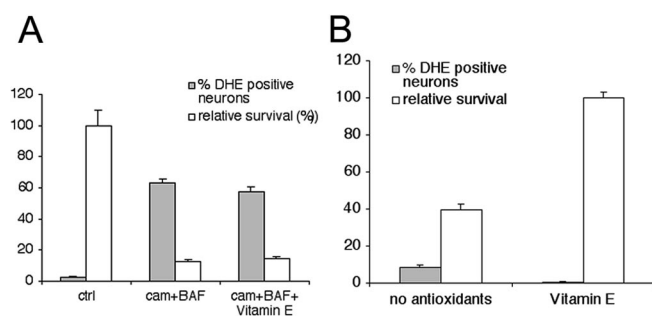 A
% DHE positive
neurons
relative survival (%)
120
100
80
60
40
20
0
ctrl
cam+BAF
cam+BAF+
Vitamin E
B
% DHE positive
neurons
relative survival
120
100
80
60
40
20
0
no antioxidants
Vitamin E